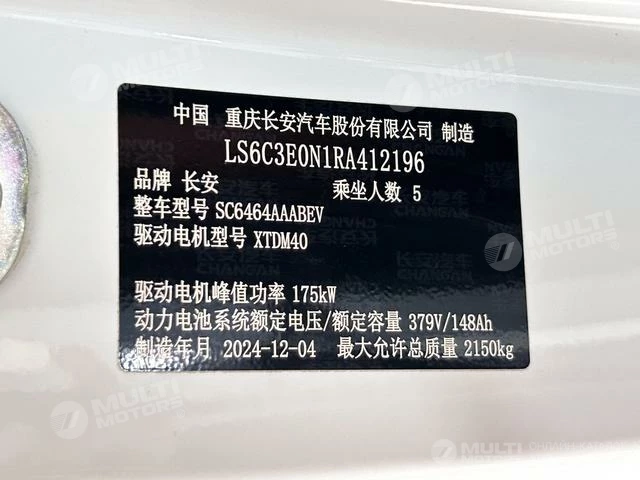 中国 重庆长安汽车股份有限公司 制造
LS6C3E0N1RA412196
品牌 长安 乘坐人数 5
整车型号 SC6464AAABEV
驱动电机型号 XTDM40
驱动电机峰值功率 175kW
动力电池系统额定电压/额定容量 379V/148Ah
制造年月 2024-12-04 最大允许总质量 2150kg
MULTI
MOTORS